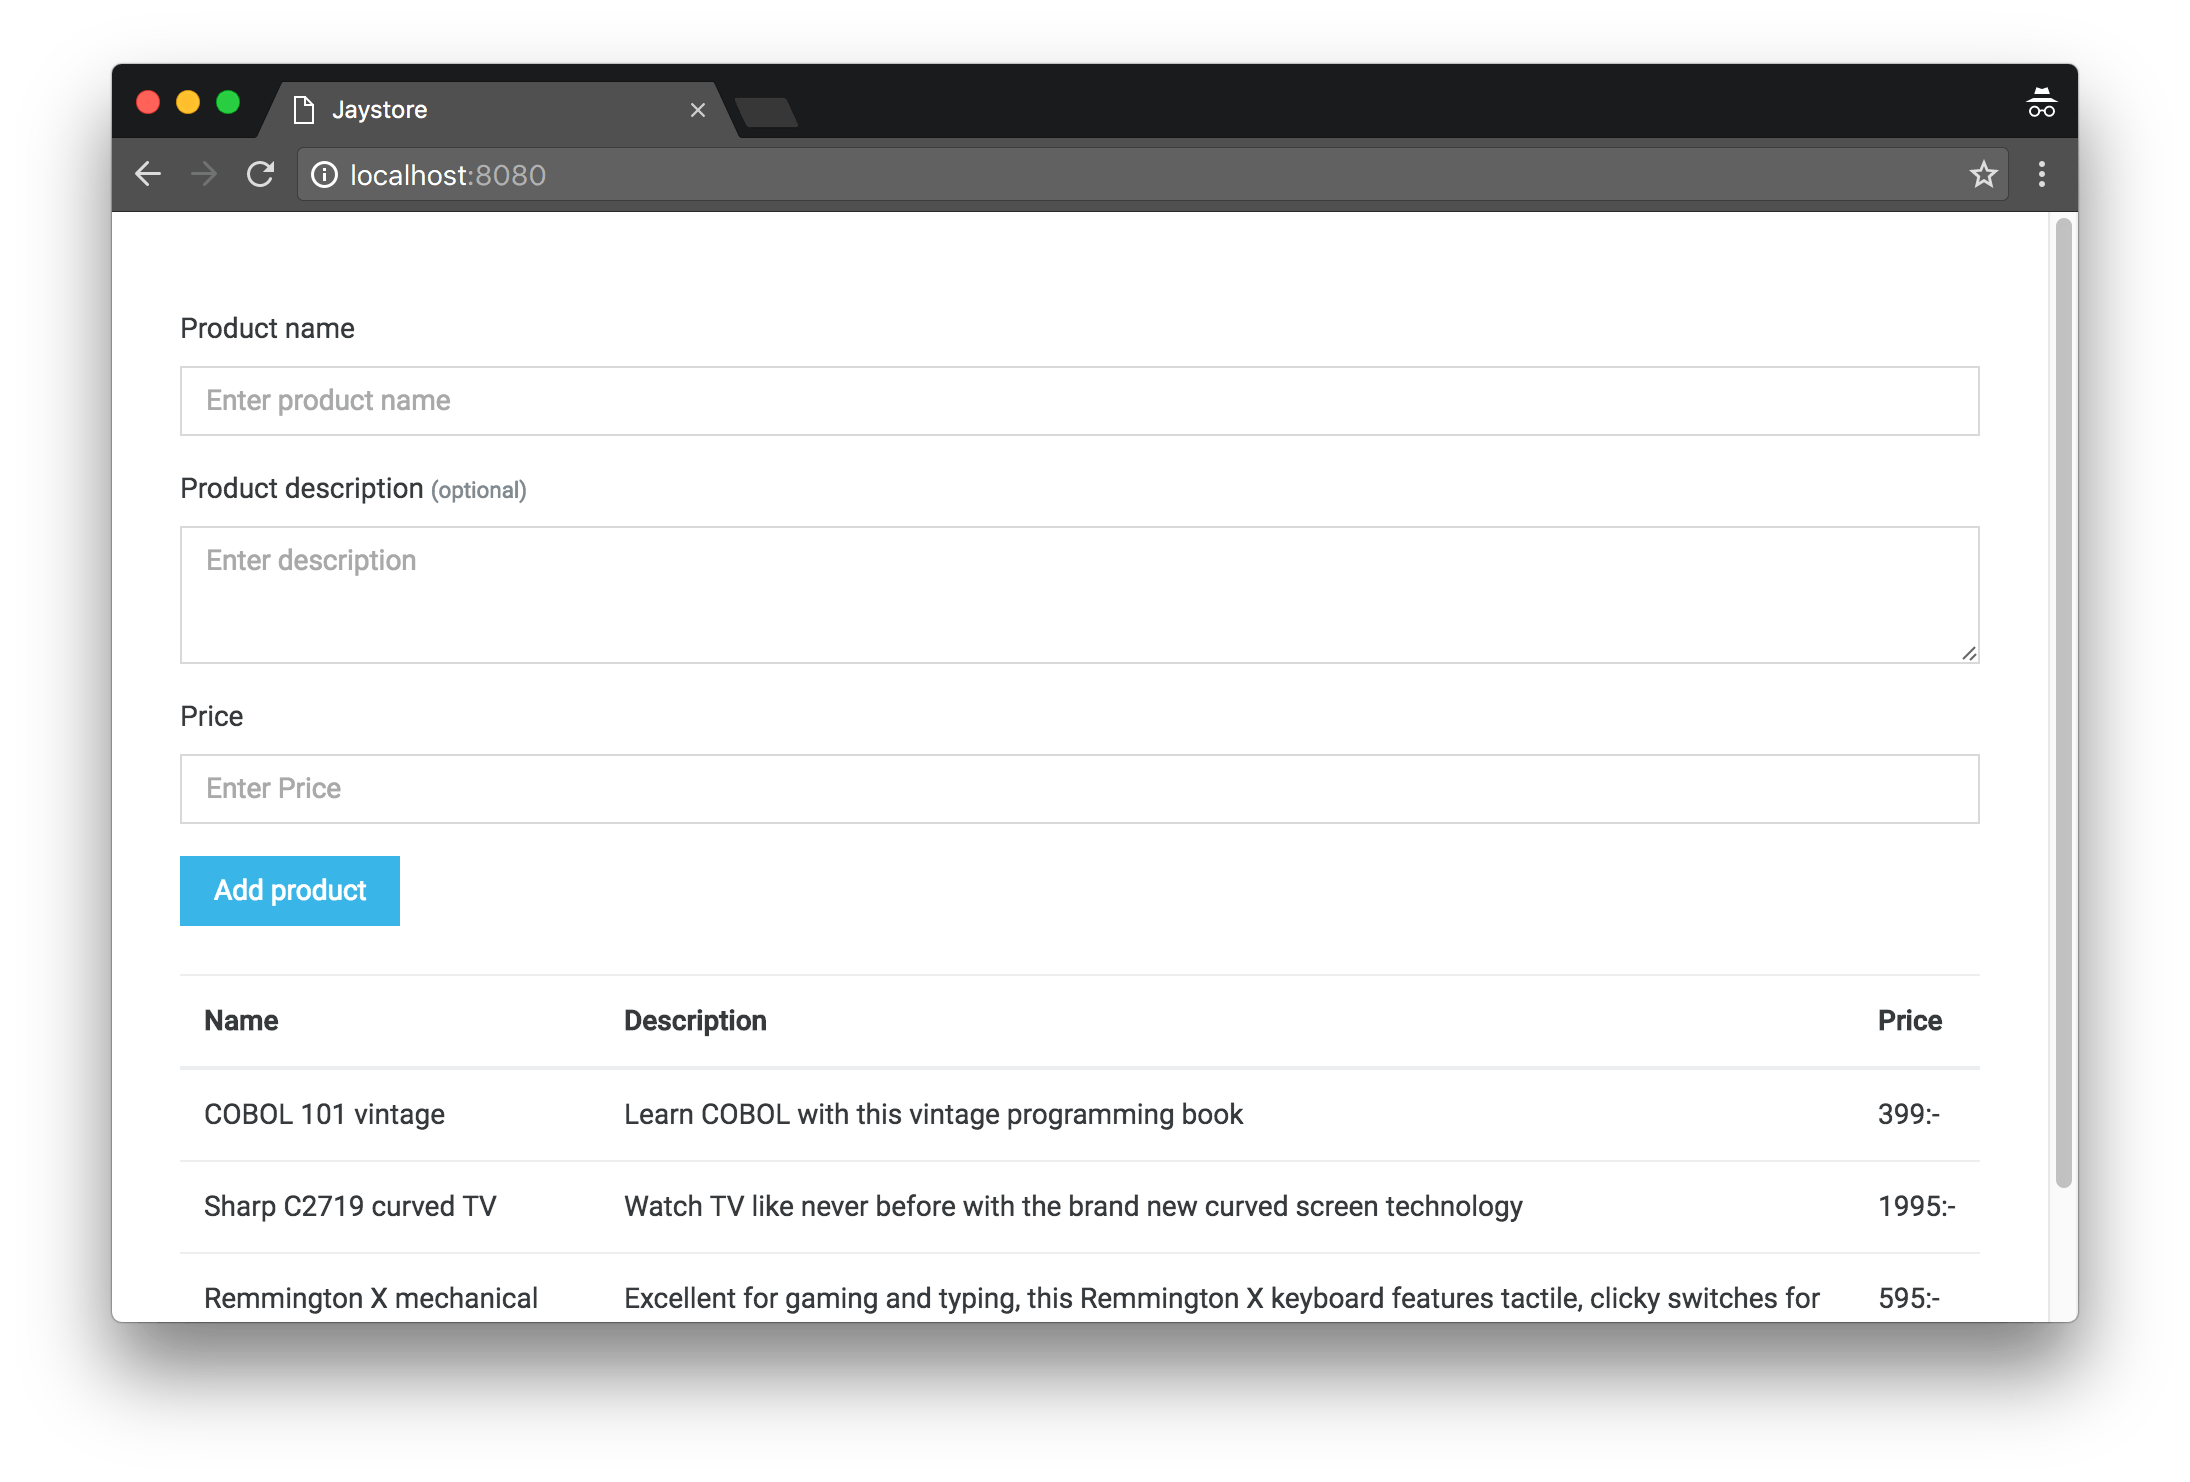 Jaystore
localhost:8080
Product name
Enter product name
Product description (optional)
Enter description
Price
Enter Price
Add product
Name Description Price
COBOL 101 vintage Learn COBOL with this vintage programming book 399:-
Sharp C2719 curved TV Watch TV like never before with the brand new curved screen technology 1995:-
Remmington X mechanical Excellent for gaming and typing, this Remmington X keyboard features tactile, clicky switches for 595:-